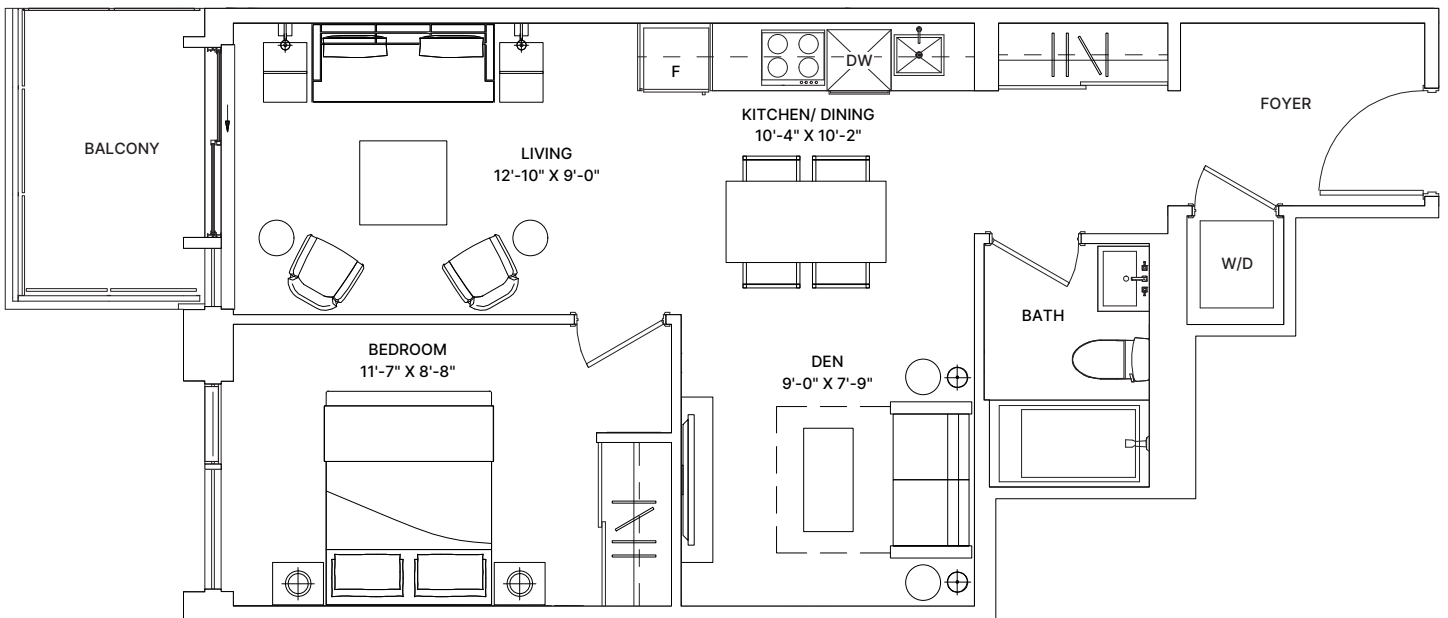 F
DW
FOYER
KITCHEN/ DINING
10'-4" X 10'-2"
BALCONY
LIVING
12'-10" X 9'-0"
W/D
BATH
BEDROOM
11'-7" X 8'-8"
DEN
9'-0" X 7'-9"